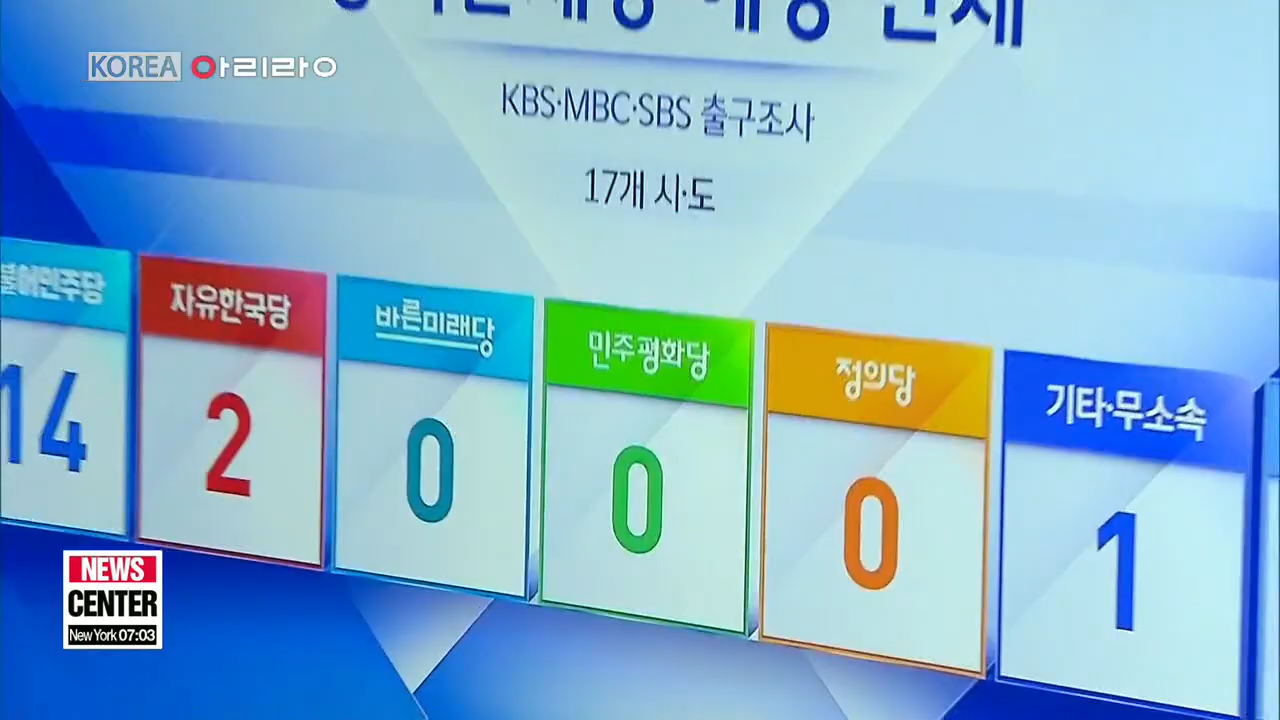 KOREA 아리라이
KBS·MBC·SBS 출구조사
17개 시·도
자유한국당
바른미래당
민주평화당
정의당
기타·무소속
14
2
0
0
0
1
NEWS
CENTER
New York 07:03